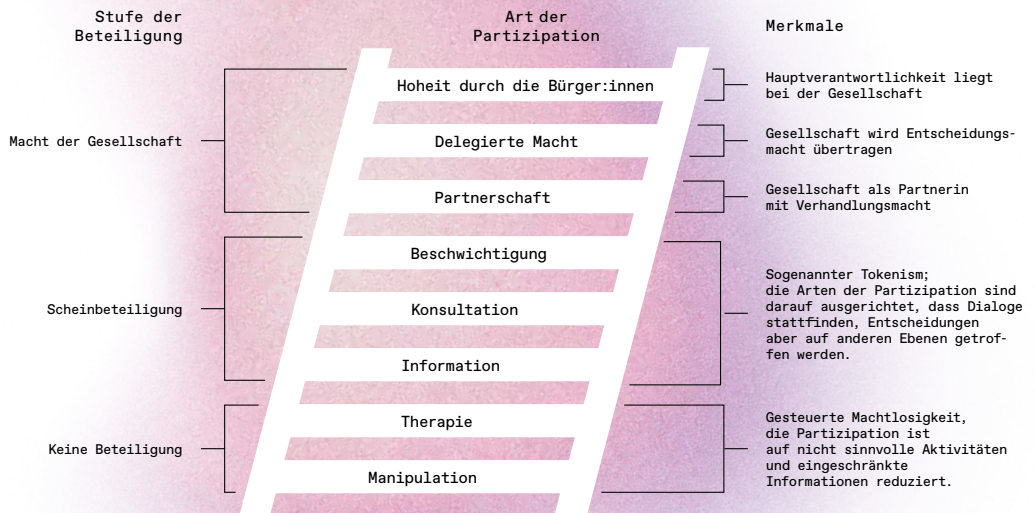 Stufe der
Beteiligung
Art der
Partizipation
Merkmale
Macht der Gesellschaft
Hoheit durch die Bürger:innen
Hauptverantwortlichkeit liegt
bei der Gesellschaft
Delegierte Macht
Gesellschaft wird Entscheidungs-
macht übertragen
Partnerschaft
Gesellschaft als Partnerin
mit Verhandlungsmacht
Scheinbeteiligung
Beschwichtigung
Konsultation
Information
Sogenannter Tokenism;
die Arten der Partizipation sind
darauf ausgerichtet, dass Dialoge
stattfinden, Entscheidungen
aber auf anderen Ebenen getrof-
fen werden.
Keine Beteiligung
Therapie
Manipulation
Gesteuerte Machtlosigkeit,
die Partizipation ist
auf nicht sinnvolle Aktivitäten
und eingeschränkte
Informationen reduziert.